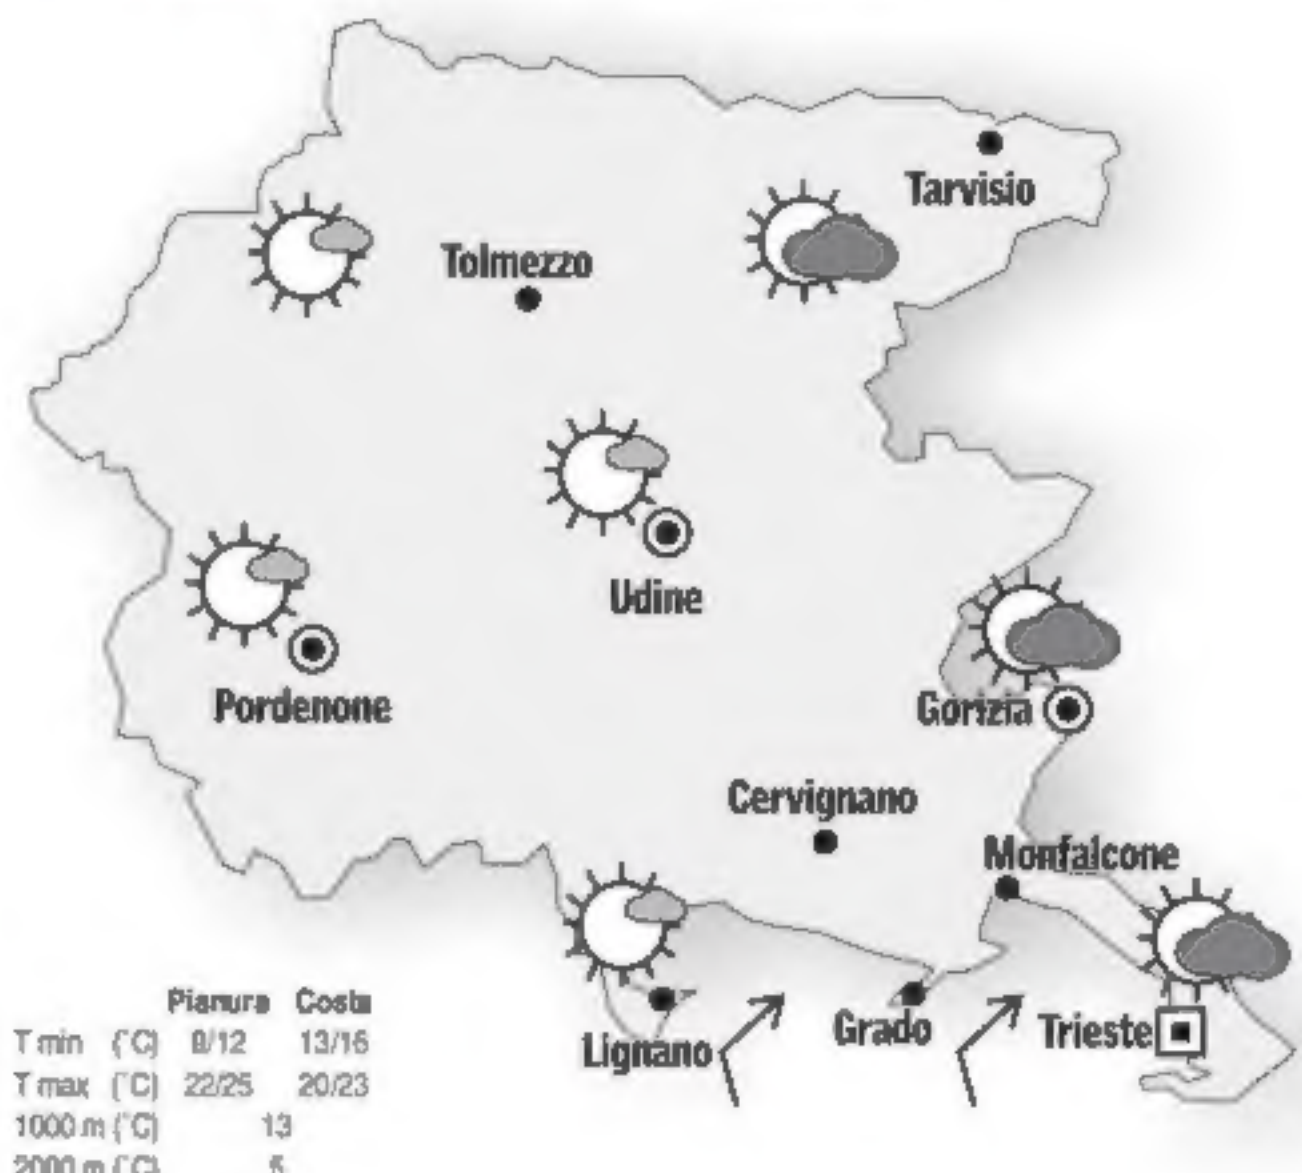 Tarvisio
Tolmezzo
Udine
Pordenone
Gorizia
Cervignano
Monfalcone
Lignano
Grado
Trieste
Pianura Costa
T min (°C) 8/12 13/16
T max (°C) 22/25 20/23
1000 m (°C) 13
2000 m (°C) 5